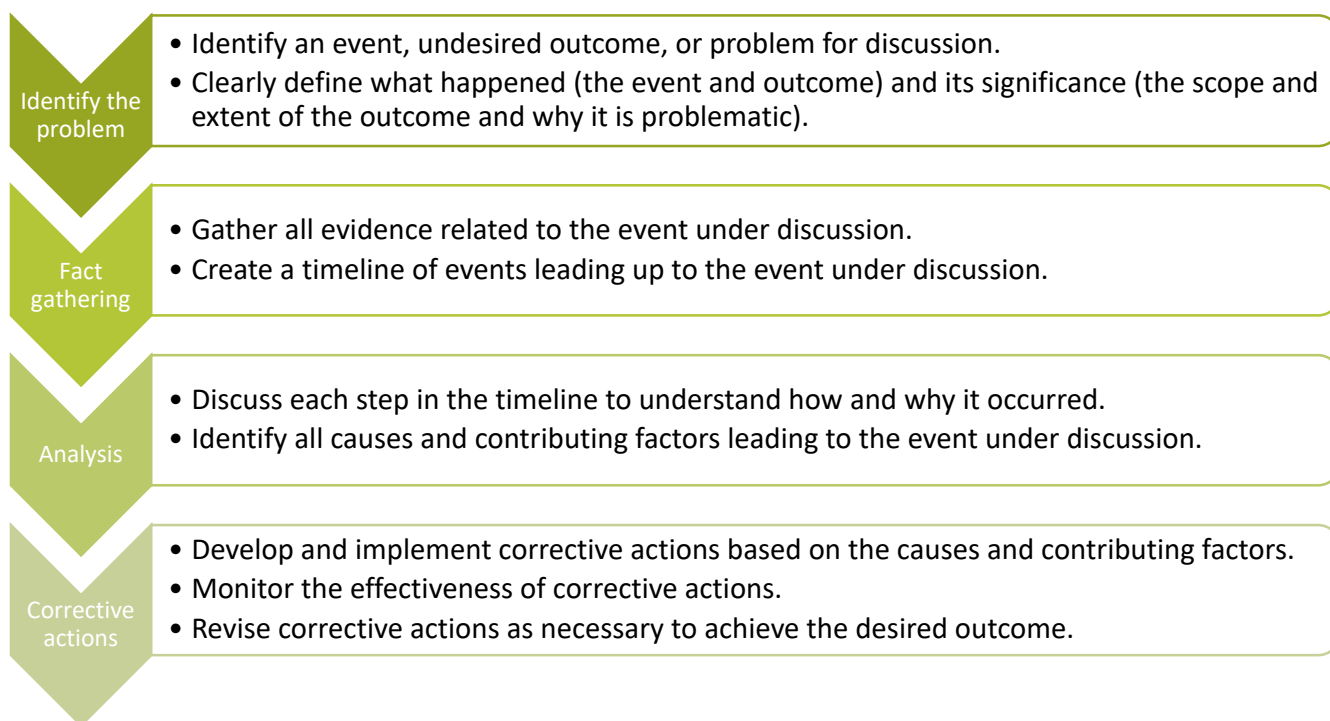 Identify the
problem
• Identify an event, undesired outcome, or problem for discussion.
• Clearly define what happened (the event and outcome) and its significance (the scope and
extent of the outcome and why it is problematic).
Fact
gathering
• Gather all evidence related to the event under discussion.
• Create a timeline of events leading up to the event under discussion.
Analysis
• Discuss each step in the timeline to understand how and why it occurred.
• Identify all causes and contributing factors leading to the event under discussion.
Corrective
actions
• Develop and implement corrective actions based on the causes and contributing factors.
• Monitor the effectiveness of corrective actions.
• Revise corrective actions as necessary to achieve the desired outcome.